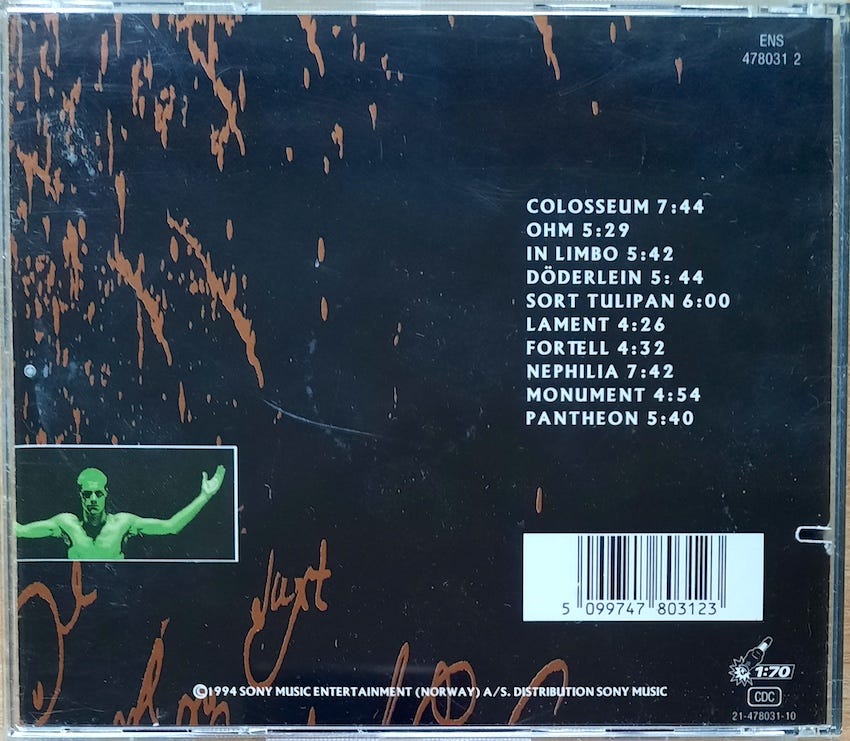 ENS
478031 2
COLOSSEUM 7:44
OHM 5:29
IN LIMBO 5:42
DÖDERLEIN 5: 44
SORT TULIPAN 6:00
LAMENT 4:26
FORTELL 4:32
NEPHILIA 7:42
MONUMENT 4:54
PANTHEON 5:40
5 099747 803123
©1994 SONY MUSIC ENTERTAINMENT (NORWAY) A/S. DISTRIBUTION SONY MUSIC
1:70
CDC
21-478031-10